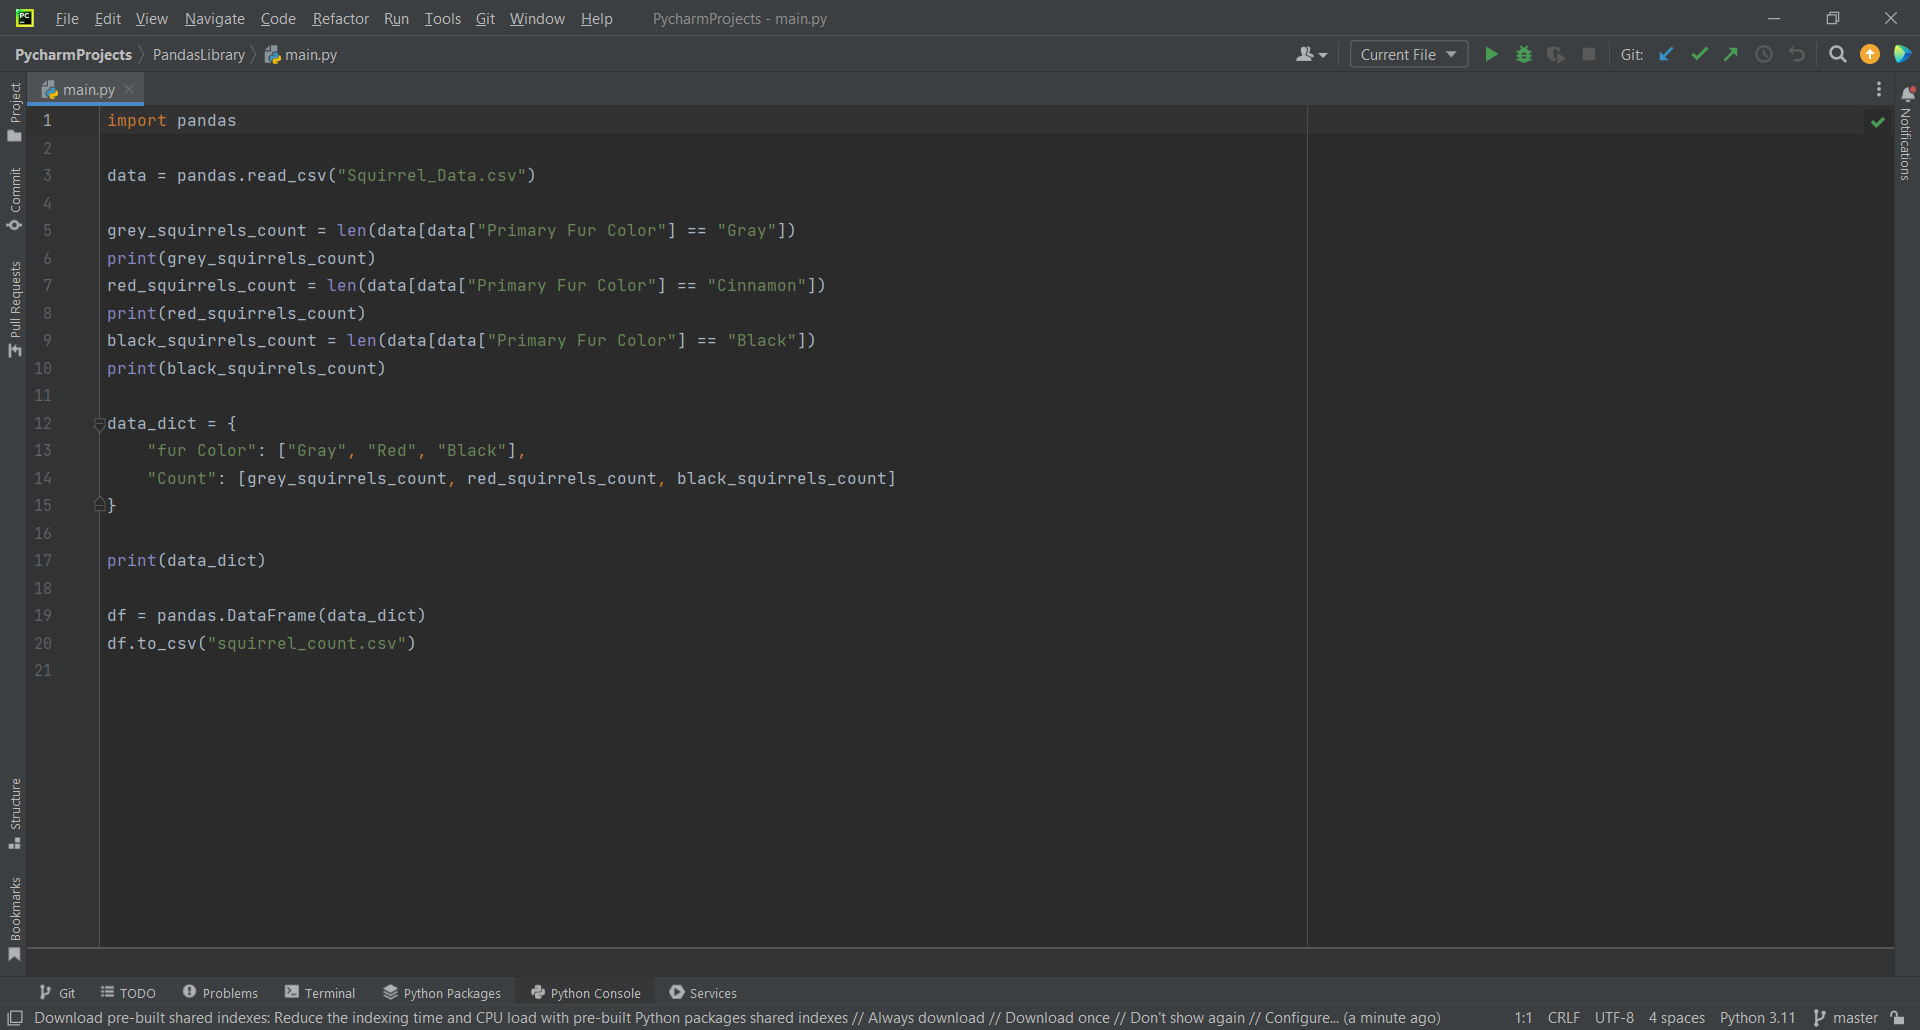 PC File Edit View Navigate Code Refactor Run Tools Git Window Help PycharmProjects - main.py
PycharmProjects PandasLibrary main.py Current File Git:
main.py
Project
Commit
Pull Requests
Structure
Bookmarks
Notifications
1 import pandas
2
3 data = pandas.read_csv("Squirrel_Data.csv")
4
5 grey_squirrels_count = len(data[data["Primary Fur Color"] == "Gray"])
6 print(grey_squirrels_count)
7 red_squirrels_count = len(data[data["Primary Fur Color"] == "Cinnamon"])
8 print(red_squirrels_count)
9 black_squirrels_count = len(data[data["Primary Fur Color"] == "Black"])
10 print(black_squirrels_count)
11
12 data_dict = {
13     "fur Color": ["Gray", "Red", "Black"],
14     "Count": [grey_squirrels_count, red_squirrels_count, black_squirrels_count]
15 }
16
17 print(data_dict)
18
19 df = pandas.DataFrame(data_dict)
20 df.to_csv("squirrel_count.csv")
21
Git TODO Problems Terminal Python Packages Python Console Services
Download pre-built shared indexes: Reduce the indexing time and CPU load with pre-built Python packages shared indexes // Always download // Download once // Don't show again // Configure... (a minute ago) 1:1 CRLF UTF-8 4 spaces Python 3.11 master